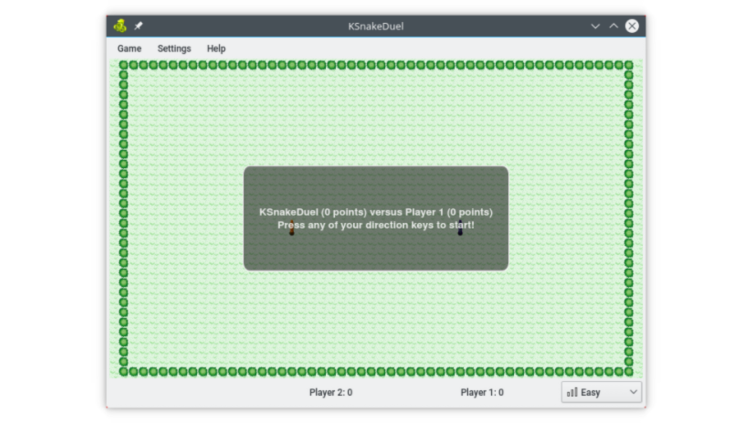 KSnakeDuel
Game Settings Help
KSnakeDuel (0 points) versus Player 1 (0 points)
Press any of your direction keys to start!
Player 2: 0 Player 1: 0 Easy